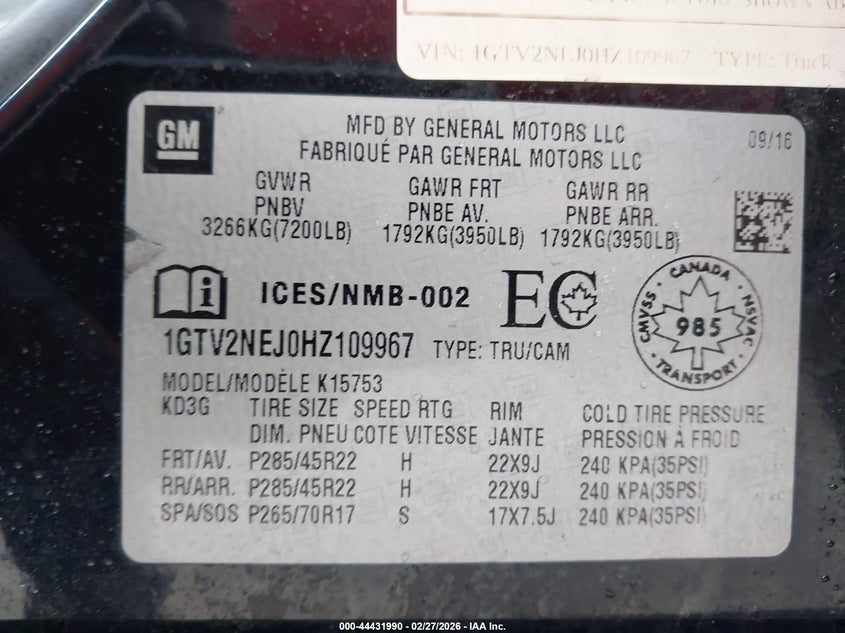 VIN: 1GTV2NEJ0HZ109967 TYPE: Truck
GM
MFD BY GENERAL MOTORS LLC
FABRIQUÉ PAR GENERAL MOTORS LLC
09/16
GVWR GAWR FRT GAWR RR
PNBV PNBE AV. PNBE ARR.
3266KG(7200LB) 1792KG(3950LB) 1792KG(3950LB)
i ICES/NMB-002 EC
CANADA
CMVSS 985 NSVAC
TRANSPORT
1GTV2NEJ0HZ109967 TYPE: TRU/CAM
MODEL/MODÈLE K15753
KD3G TIRE SIZE SPEED RTG RIM COLD TIRE PRESSURE
DIM. PNEU COTE VITESSE JANTE PRESSION À FROID
FRT/AV. P285/45R22 H 22X9J 240 KPA(35PSI)
RR/ARR. P285/45R22 H 22X9J 240 KPA(35PSI)
SPA/SOS P265/70R17 S 17X7.5J 240 KPA(35PSI)
000-44431990 — 02/27/2026 — IAA Inc.